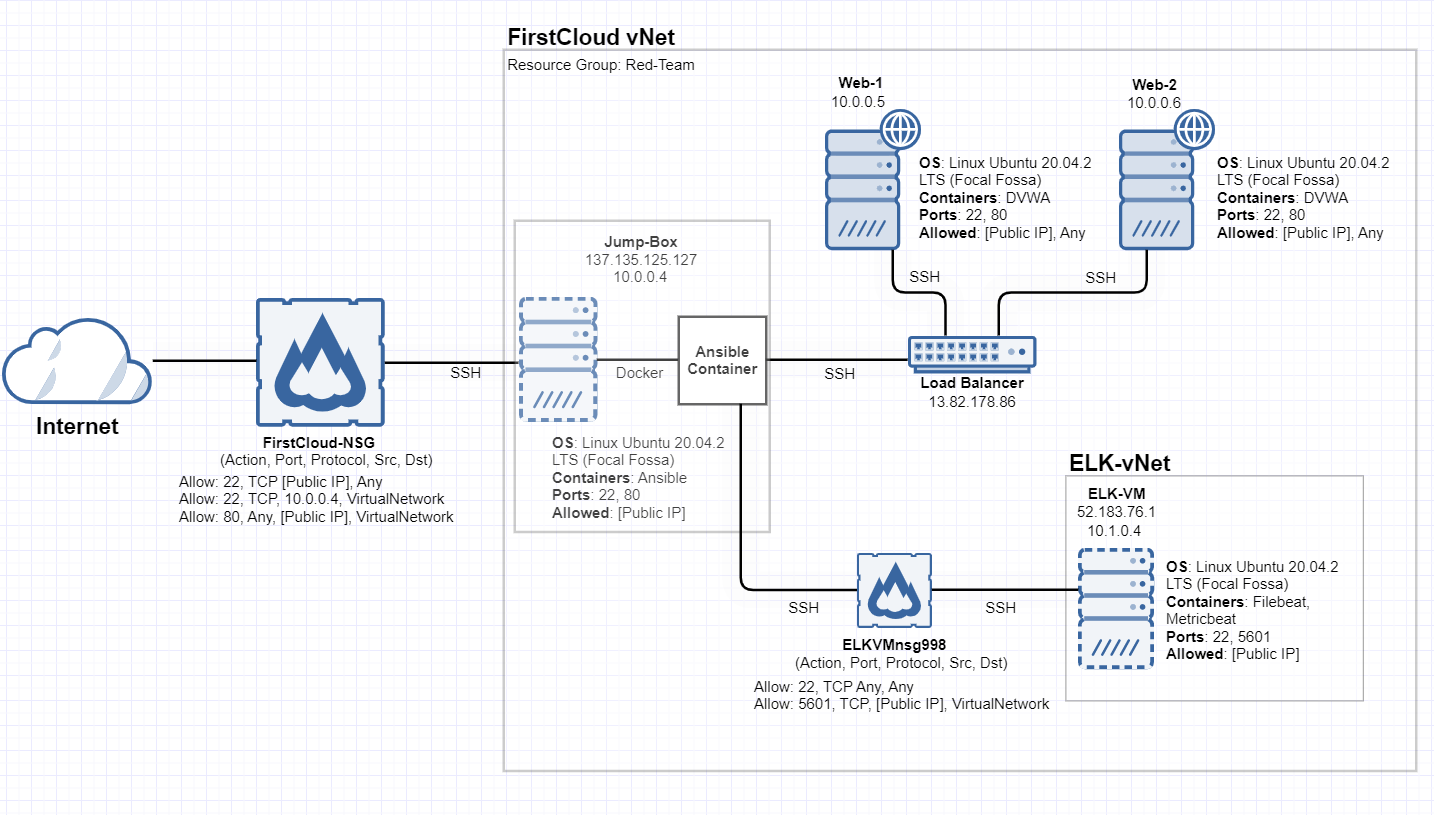 FirstCloud vNet
Resource Group: Red-Team
Web-1
10.0.0.5
OS: Linux Ubuntu 20.04.2
LTS (Focal Fossa)
Containers: DVWA
Ports: 22, 80
Allowed: [Public IP], Any
Web-2
10.0.0.6
OS: Linux Ubuntu 20.04.2
LTS (Focal Fossa)
Containers: DVWA
Ports: 22, 80
Allowed: [Public IP], Any
SSH
SSH
Jump-Box
137.135.125.127
10.0.0.4
Ansible
Container
Docker
SSH
SSH
Load Balancer
13.82.178.86
Internet
FirstCloud-NSG
(Action, Port, Protocol, Src, Dst)
Allow: 22, TCP [Public IP], Any
Allow: 22, TCP, 10.0.0.4, VirtualNetwork
Allow: 80, Any, [Public IP], VirtualNetwork
OS: Linux Ubuntu 20.04.2
LTS (Focal Fossa)
Containers: Ansible
Ports: 22, 80
Allowed: [Public IP]
ELK-vNet
ELK-VM
52.183.76.1
10.1.0.4
OS: Linux Ubuntu 20.04.2
LTS (Focal Fossa)
Containers: Filebeat,
Metricbeat
Ports: 22, 5601
Allowed: [Public IP]
SSH
SSH
ELKVMnsg998
(Action, Port, Protocol, Src, Dst)
Allow: 22, TCP Any, Any
Allow: 5601, TCP, [Public IP], VirtualNetwork